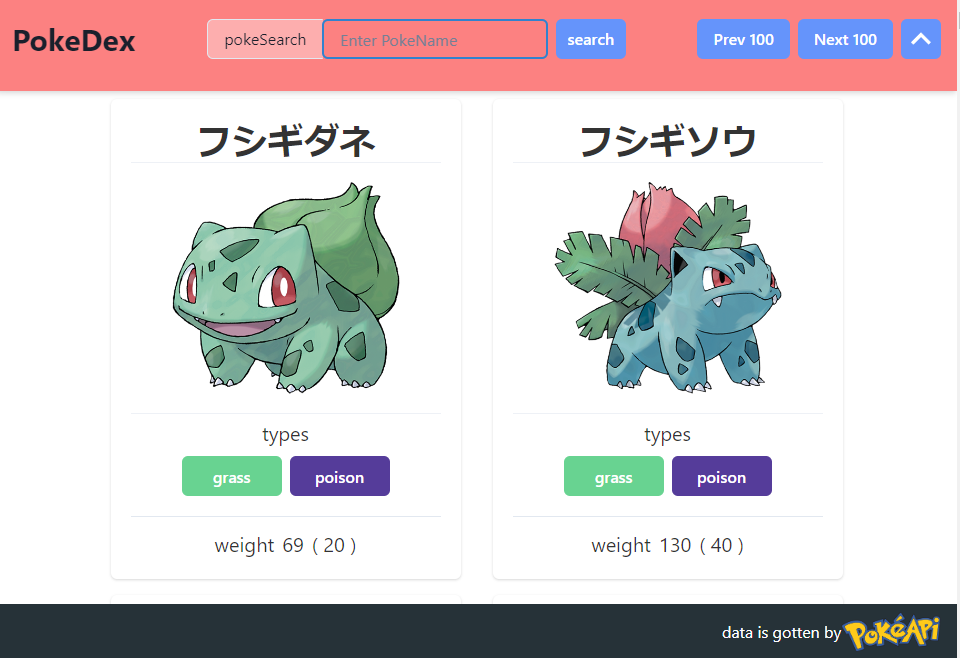 PokeDex pokeSearch Enter PokeName search Prev 100 Next 100
フシギダネ
types
grass poison
weight 69 ( 20 )
フシギソウ
types
grass poison
weight 130 ( 40 )
data is gotten by PokéAPi